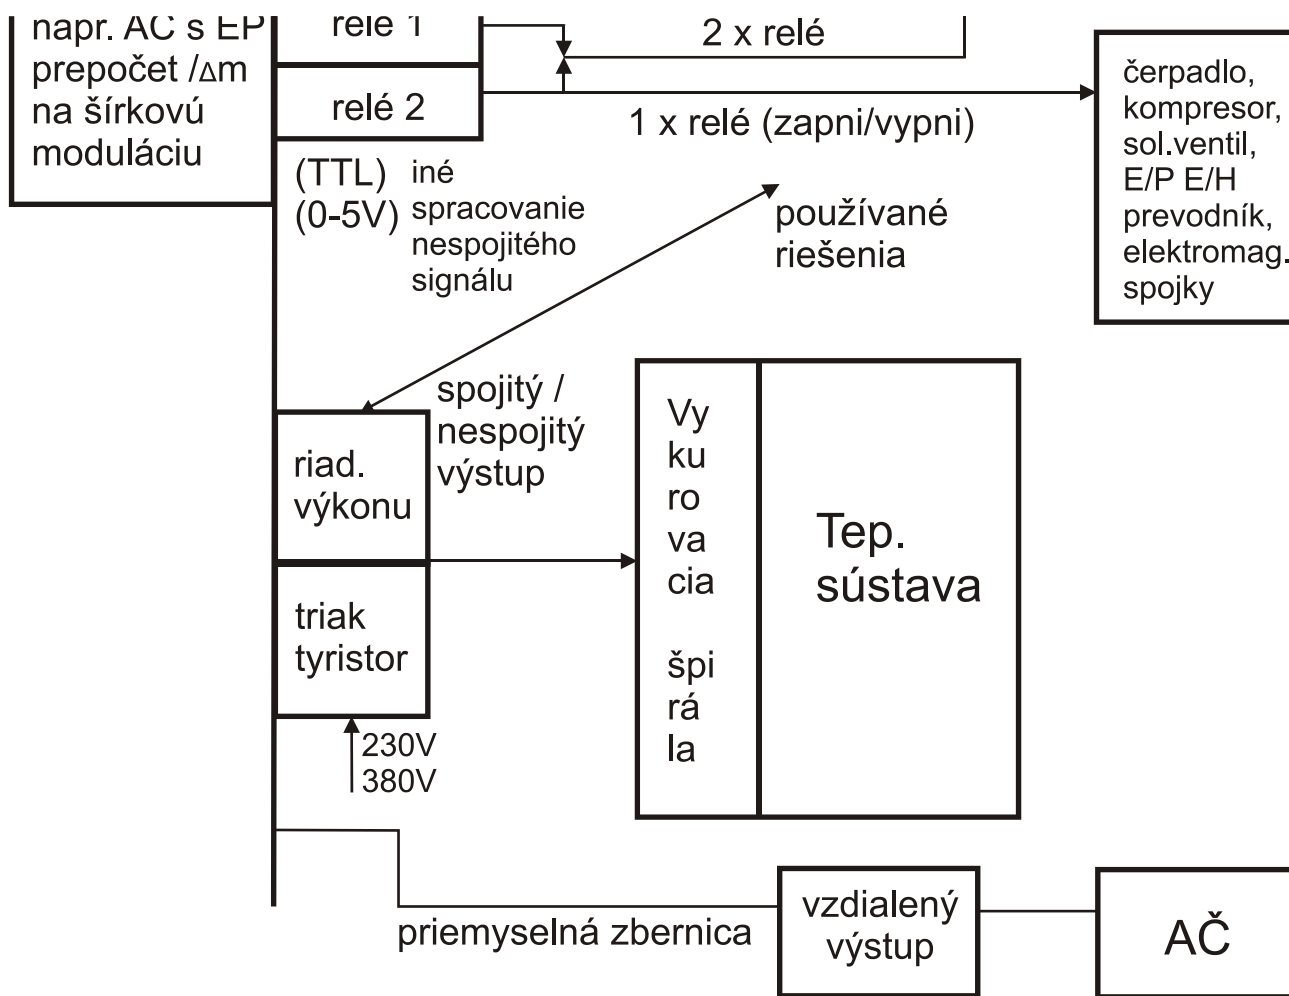 napr. AČ s EP
prepočet /Δm
na šírkovú
moduláciu
relé 1
relé 2
2 x relé
1 x relé (zapni/vypni)
čerpadlo,
kompresor,
sol.ventil,
E/P E/H
prevodník,
elektromag.
spojky
(TTL)
(0-5V)
iné
spracovanie
nespojitého
signálu
používané
riešenia
spojitý /
nespojitý
výstup
riad.
výkonu
triak
tyristor
230V
380V
Vy
ku
ro
va
cia
špi
rá
la
Tep.
sústava
priemyselná zbernica
vzdialený
výstup
AČ